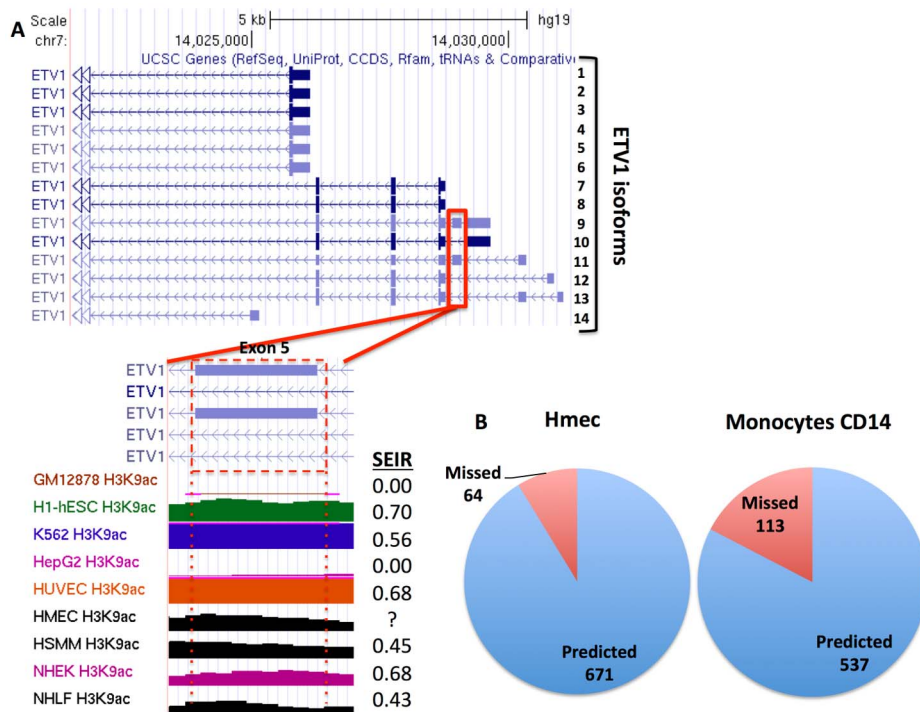 A
Scale
5 kb
hg19
chr7:
14,025,000
14,030,000
UCSC Genes (RefSeq, UniProt, CCDS, Rfam, tRNAs & Comparative
ETV1 1
ETV1 2
ETV1 3
ETV1 4
ETV1 5
ETV1 6
ETV1 7
ETV1 8
ETV1 9
ETV1 10
ETV1 11
ETV1 12
ETV1 13
ETV1 14
ETV1 isoforms
Exon 5
ETV1
ETV1
ETV1
ETV1
ETV1
SEIR
GM12878 H3K9ac 0.00
H1-hESC H3K9ac 0.70
K562 H3K9ac 0.56
HepG2 H3K9ac 0.00
HUVEC H3K9ac 0.68
HMEC H3K9ac ?
HSMM H3K9ac 0.45
NHEK H3K9ac 0.68
NHLF H3K9ac 0.43
B
Hmec
Missed
64
Predicted
671
Monocytes CD14
Missed
113
Predicted
537